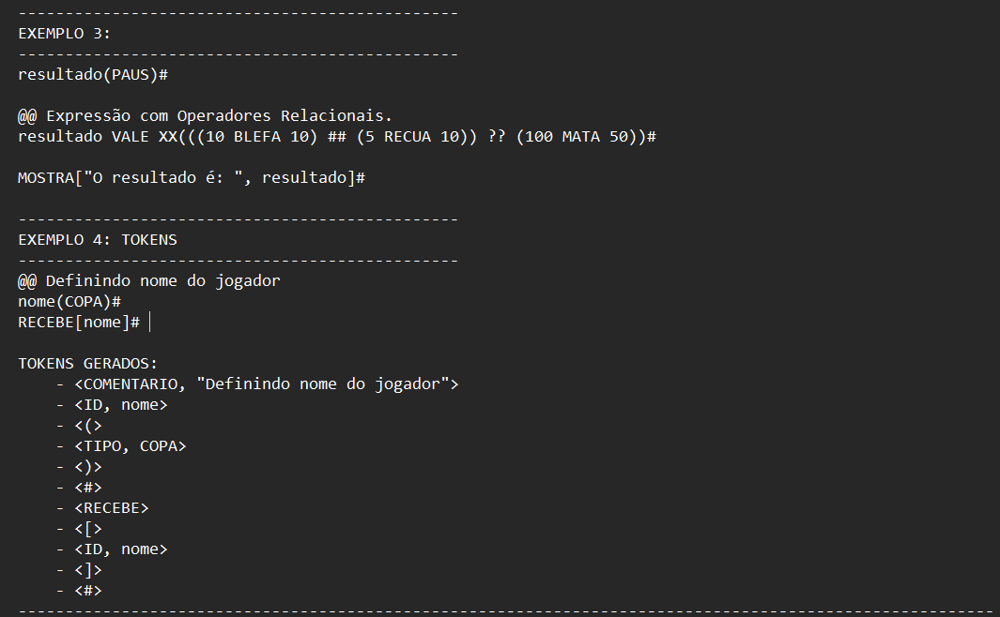 -----------------------------------------------
EXEMPLO 3:
-----------------------------------------------
resultado(PAUS)#
@@ Expressão com Operadores Relacionais.
resultado VALE XX(((10 BLEFA 10) ## (5 RECUA 10)) ?? (100 MATA 50))#
MOSTRA["O resultado é: ", resultado]#
-----------------------------------------------
EXEMPLO 4: TOKENS
-----------------------------------------------
@@ Definindo nome do jogador
nome(COPA)#
RECEBE[nome]#
TOKENS GERADOS:
- <COMENTARIO, "Definindo nome do jogador">
- <ID, nome>
- <(>
- <TIPO, COPA>
- <)>
- <#>
- <RECEBE>
- <[>
- <ID, nome>
- <]>
- <#>
--------------------------------------------------------------------------------------------------------